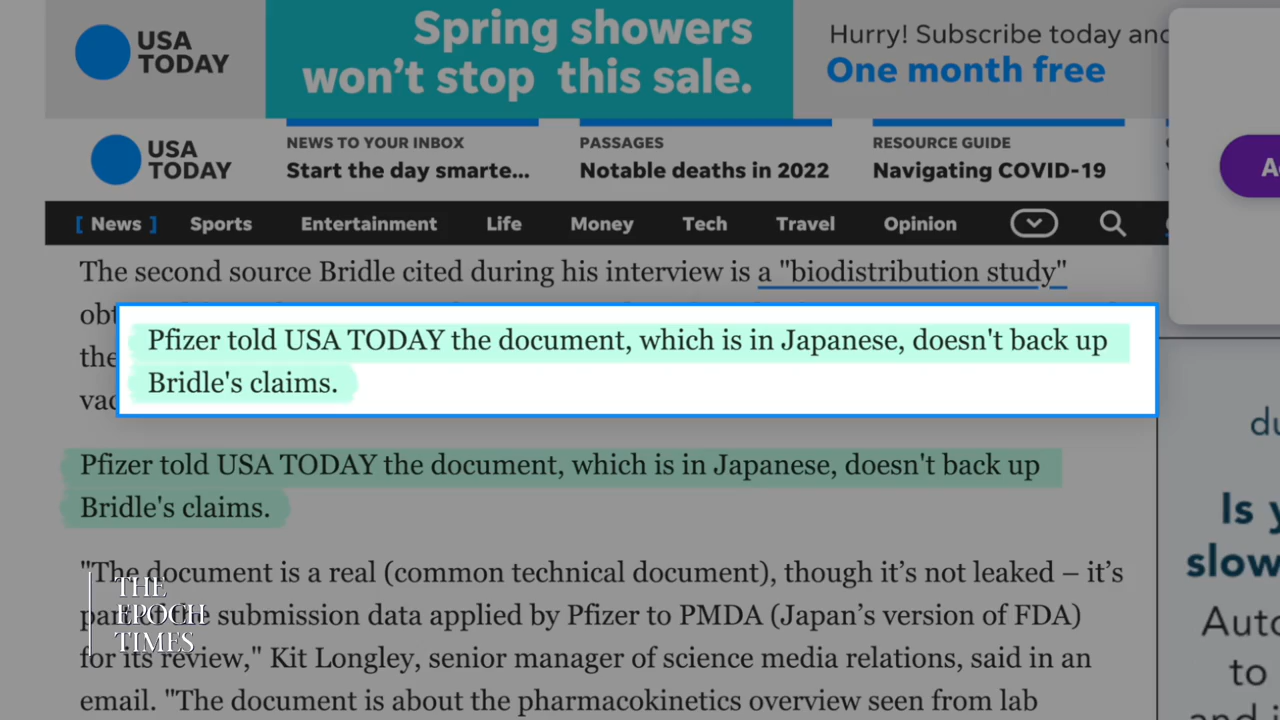 USA
TODAY
Spring showers
won't stop this sale.
Hurry! Subscribe today and
One month free
USA
TODAY
NEWS TO YOUR INBOX
Start the day smarte...
PASSAGES
Notable deaths in 2022
RESOURCE GUIDE
Navigating COVID-19
[ News ] Sports Entertainment Life Money Tech Travel Opinion
The second source Bridle cited during his interview is a "biodistribution study"
Pfizer told USA TODAY the document, which is in Japanese, doesn't back up
Bridle's claims.
the
Pfizer told USA TODAY the document, which is in Japanese, doesn't back up
Bridle's claims.
"The document is a real (common technical document), though it's not leaked – it's
part of the submission data applied by Pfizer to PMDA (Japan's version of FDA)
for its review," Kit Longley, senior manager of science media relations, said in an
email. "The document is about the pharmacokinetics overview seen from lab
THE
EPOCH
TIMES
Is
slow
Auto
to
and i